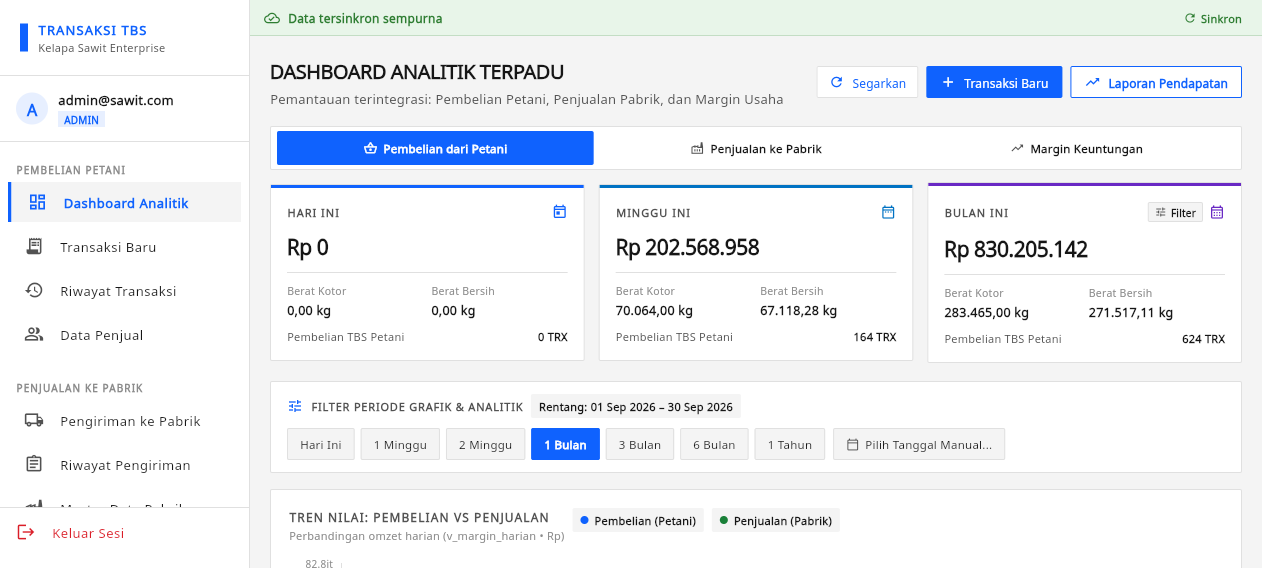 TRANSAKSI TBS
Kelapa Sawit Enterprise
A
admin@sawit.com
ADMIN
PEMBELIAN PETANI
Dashboard Analitik
Transaksi Baru
Riwayat Transaksi
Data Penjual
PENJUALAN KE PABRIK
Pengiriman ke Pabrik
Riwayat Pengiriman
Keluar Sesi
Data tersinkron sempurna
Sinkron
DASHBOARD ANALITIK TERPADU
Pemantauan terintegrasi: Pembelian Petani, Penjualan Pabrik, dan Margin Usaha
Segarkan
Transaksi Baru
Laporan Pendapatan
Pembelian dari Petani
Penjualan ke Pabrik
Margin Keuntungan
HARI INI
Rp 0
Berat Kotor Berat Bersih
0,00 kg 0,00 kg
Pembelian TBS Petani 0 TRX
MINGGU INI
Rp 202.568.958
Berat Kotor Berat Bersih
70.064,00 kg 67.118,28 kg
Pembelian TBS Petani 164 TRX
BULAN INI Filter
Rp 830.205.142
Berat Kotor Berat Bersih
283.465,00 kg 271.517,11 kg
Pembelian TBS Petani 624 TRX
FILTER PERIODE GRAFIK & ANALITIK Rentang: 01 Sep 2026 – 30 Sep 2026
Hari Ini 1 Minggu 2 Minggu 1 Bulan 3 Bulan 6 Bulan 1 Tahun Pilih Tanggal Manual...
TREN NILAI: PEMBELIAN VS PENJUALAN Pembelian (Petani) Penjualan (Pabrik)
Perbandingan omzet harian (v_margin_harian • Rp)
82,8jt